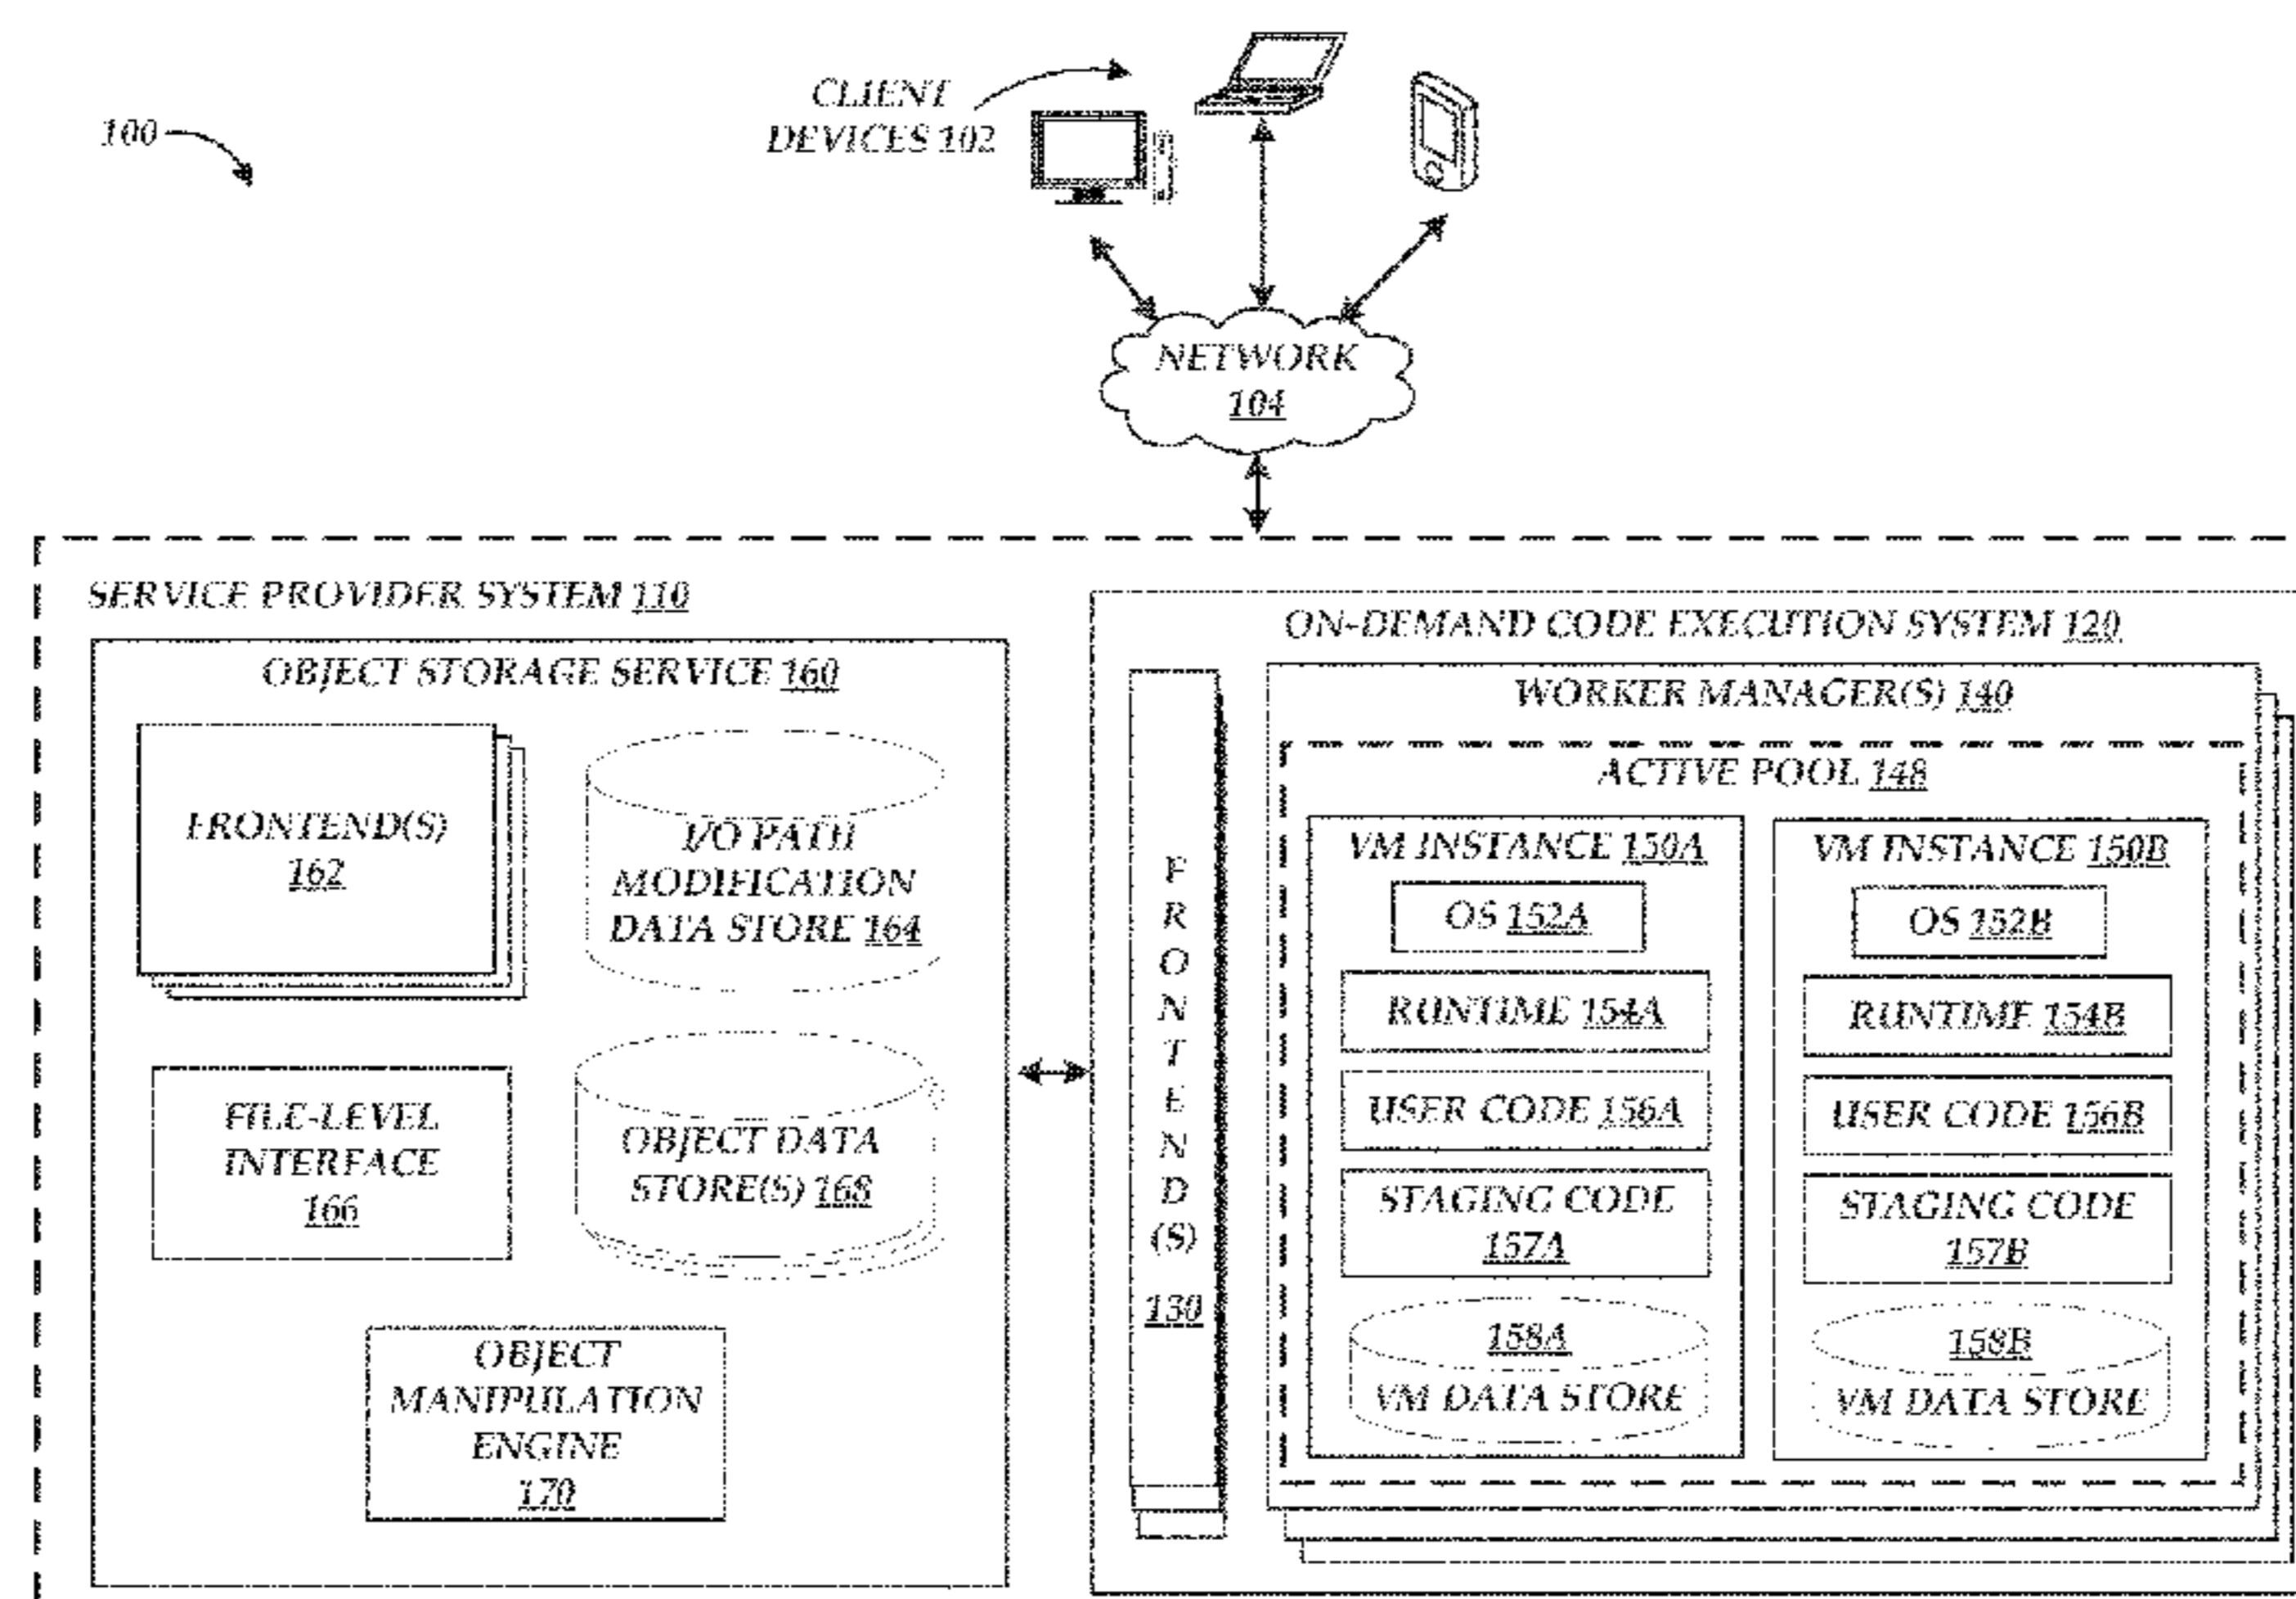 100
CLIENT
DEVICES 102
NETWORK
104
SERVICE PROVIDER SYSTEM 110
OBJECT STORAGE SERVICE 160
FRONTEND(S)
162
I/O PATH
MODIFICATION
DATA STORE 164
FILE-LEVEL
INTERFACE
166
OBJECT DATA
STORE(S) 168
OBJECT
MANIPULATION
ENGINE
170
ON-DEMAND CODE EXECUTION SYSTEM 120
F
R
O
N
T
E
N
D
(S)
130
WORKER MANAGER(S) 140
ACTIVE POOL 148
VM INSTANCE 150A
OS 152A
RUNTIME 154A
USER CODE 156A
STAGING CODE
157A
158A
VM DATA STORE
VM INSTANCE 150B
OS 152B
RUNTIME 154B
USER CODE 156B
STAGING CODE
157B
158B
VM DATA STORE